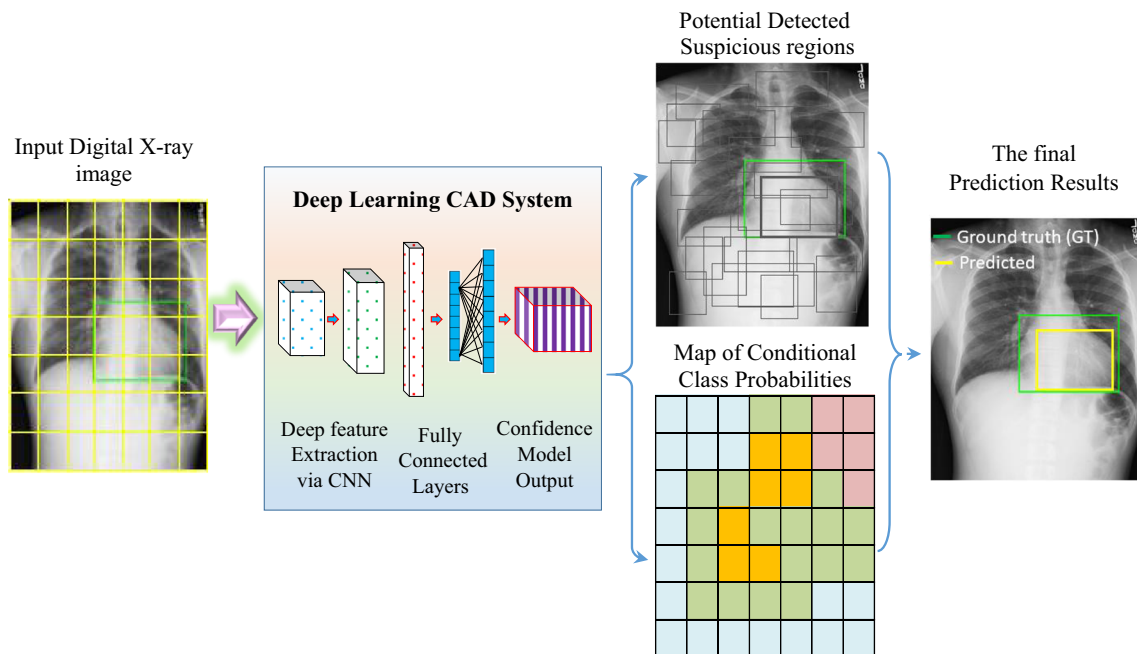 Input Digital X-ray
image
Deep Learning CAD System
Deep feature
Extraction
via CNN
Fully
Connected
Layers
Confidence
Model
Output
Potential Detected
Suspicious regions
Map of Conditional
Class Probabilities
The final
Prediction Results
Ground truth (GT)
Predicted